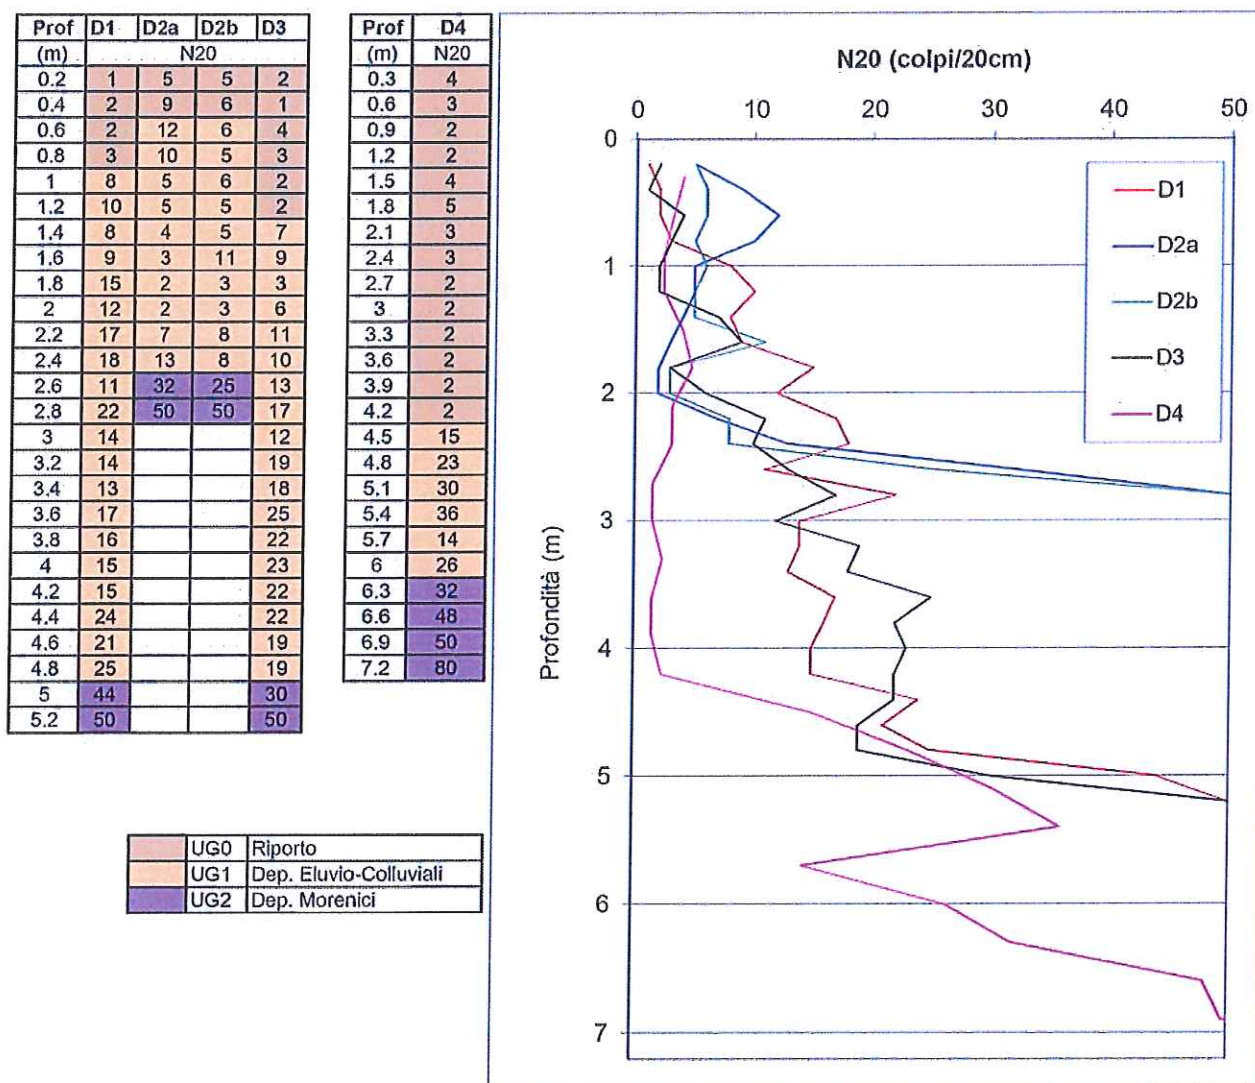 Prof D1 D2a D2b D3
(m) N20
0.2 1 5 5 2
0.4 2 9 6 1
0.6 2 12 6 4
0.8 3 10 5 3
1 8 5 6 2
1.2 10 5 5 2
1.4 8 4 5 7
1.6 9 3 11 9
1.8 15 2 3 3
2 12 2 3 6
2.2 17 7 8 11
2.4 18 13 8 10
2.6 11 32 25 13
2.8 22 50 50 17
3 14 12
3.2 14 19
3.4 13 18
3.6 17 25
3.8 16 22
4 15 23
4.2 15 22
4.4 24 22
4.6 21 19
4.8 25 19
5 44 30
5.2 50 50
Prof D4
(m) N20
0.3 4
0.6 3
0.9 2
1.2 2
1.5 4
1.8 5
2.1 3
2.4 3
2.7 2
3 2
3.3 2
3.6 2
3.9 2
4.2 2
4.5 15
4.8 23
5.1 30
5.4 36
5.7 14
6 26
6.3 32
6.6 48
6.9 50
7.2 80
UG0 Riporto
UG1 Dep. Eluvio-Colluviali
UG2 Dep. Morenici
N20 (colpi/20cm)
0 10 20 30 40 50
0
1
2
3
4
5
6
7
Profondità (m)
D1
D2a
D2b
D3
D4